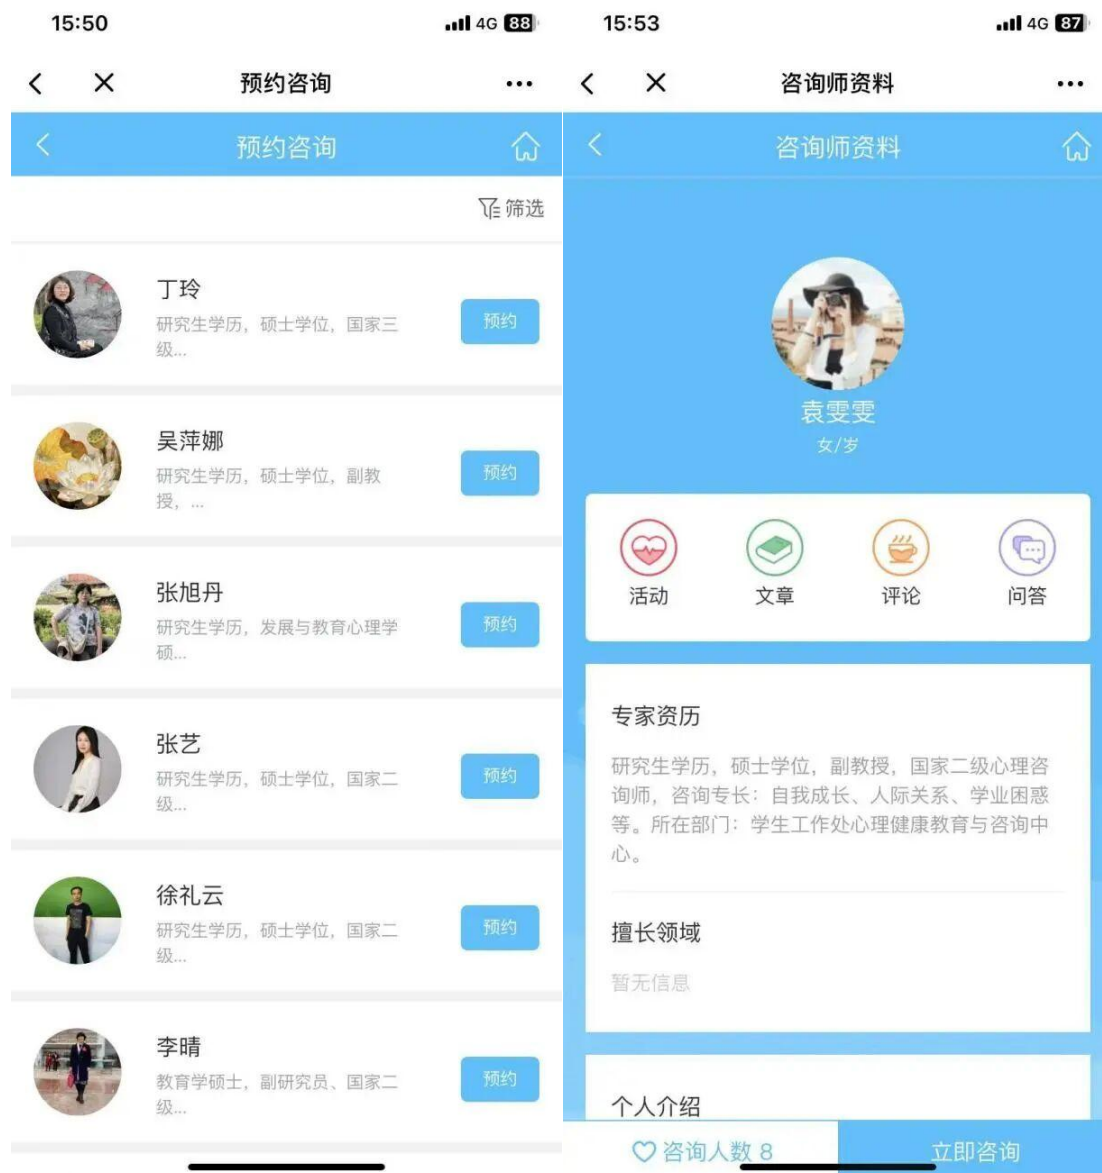 15:50
4G 88
预约咨询
预约咨询
筛选
丁玲
研究生学历，硕士学位，国家三
级...
预约
吴萍娜
研究生学历，硕士学位，副教
授，...
预约
张旭丹
研究生学历，发展与教育心理学
硕...
预约
张艺
研究生学历，硕士学位，国家二
级...
预约
徐礼云
研究生学历，硕士学位，国家二
级...
预约
李晴
教育学硕士，副研究员、国家二
级...
预约
15:53
4G 87
咨询师资料
咨询师资料
袁雯雯
女/岁
活动
文章
评论
问答
专家资历
研究生学历，硕士学位，副教授，国家二级心理咨
询师，咨询专长：自我成长、人际关系、学业困惑
等。所在部门：学生工作处心理健康教育与咨询中
心。
擅长领域
暂无信息
个人介绍
咨询人数 8
立即咨询